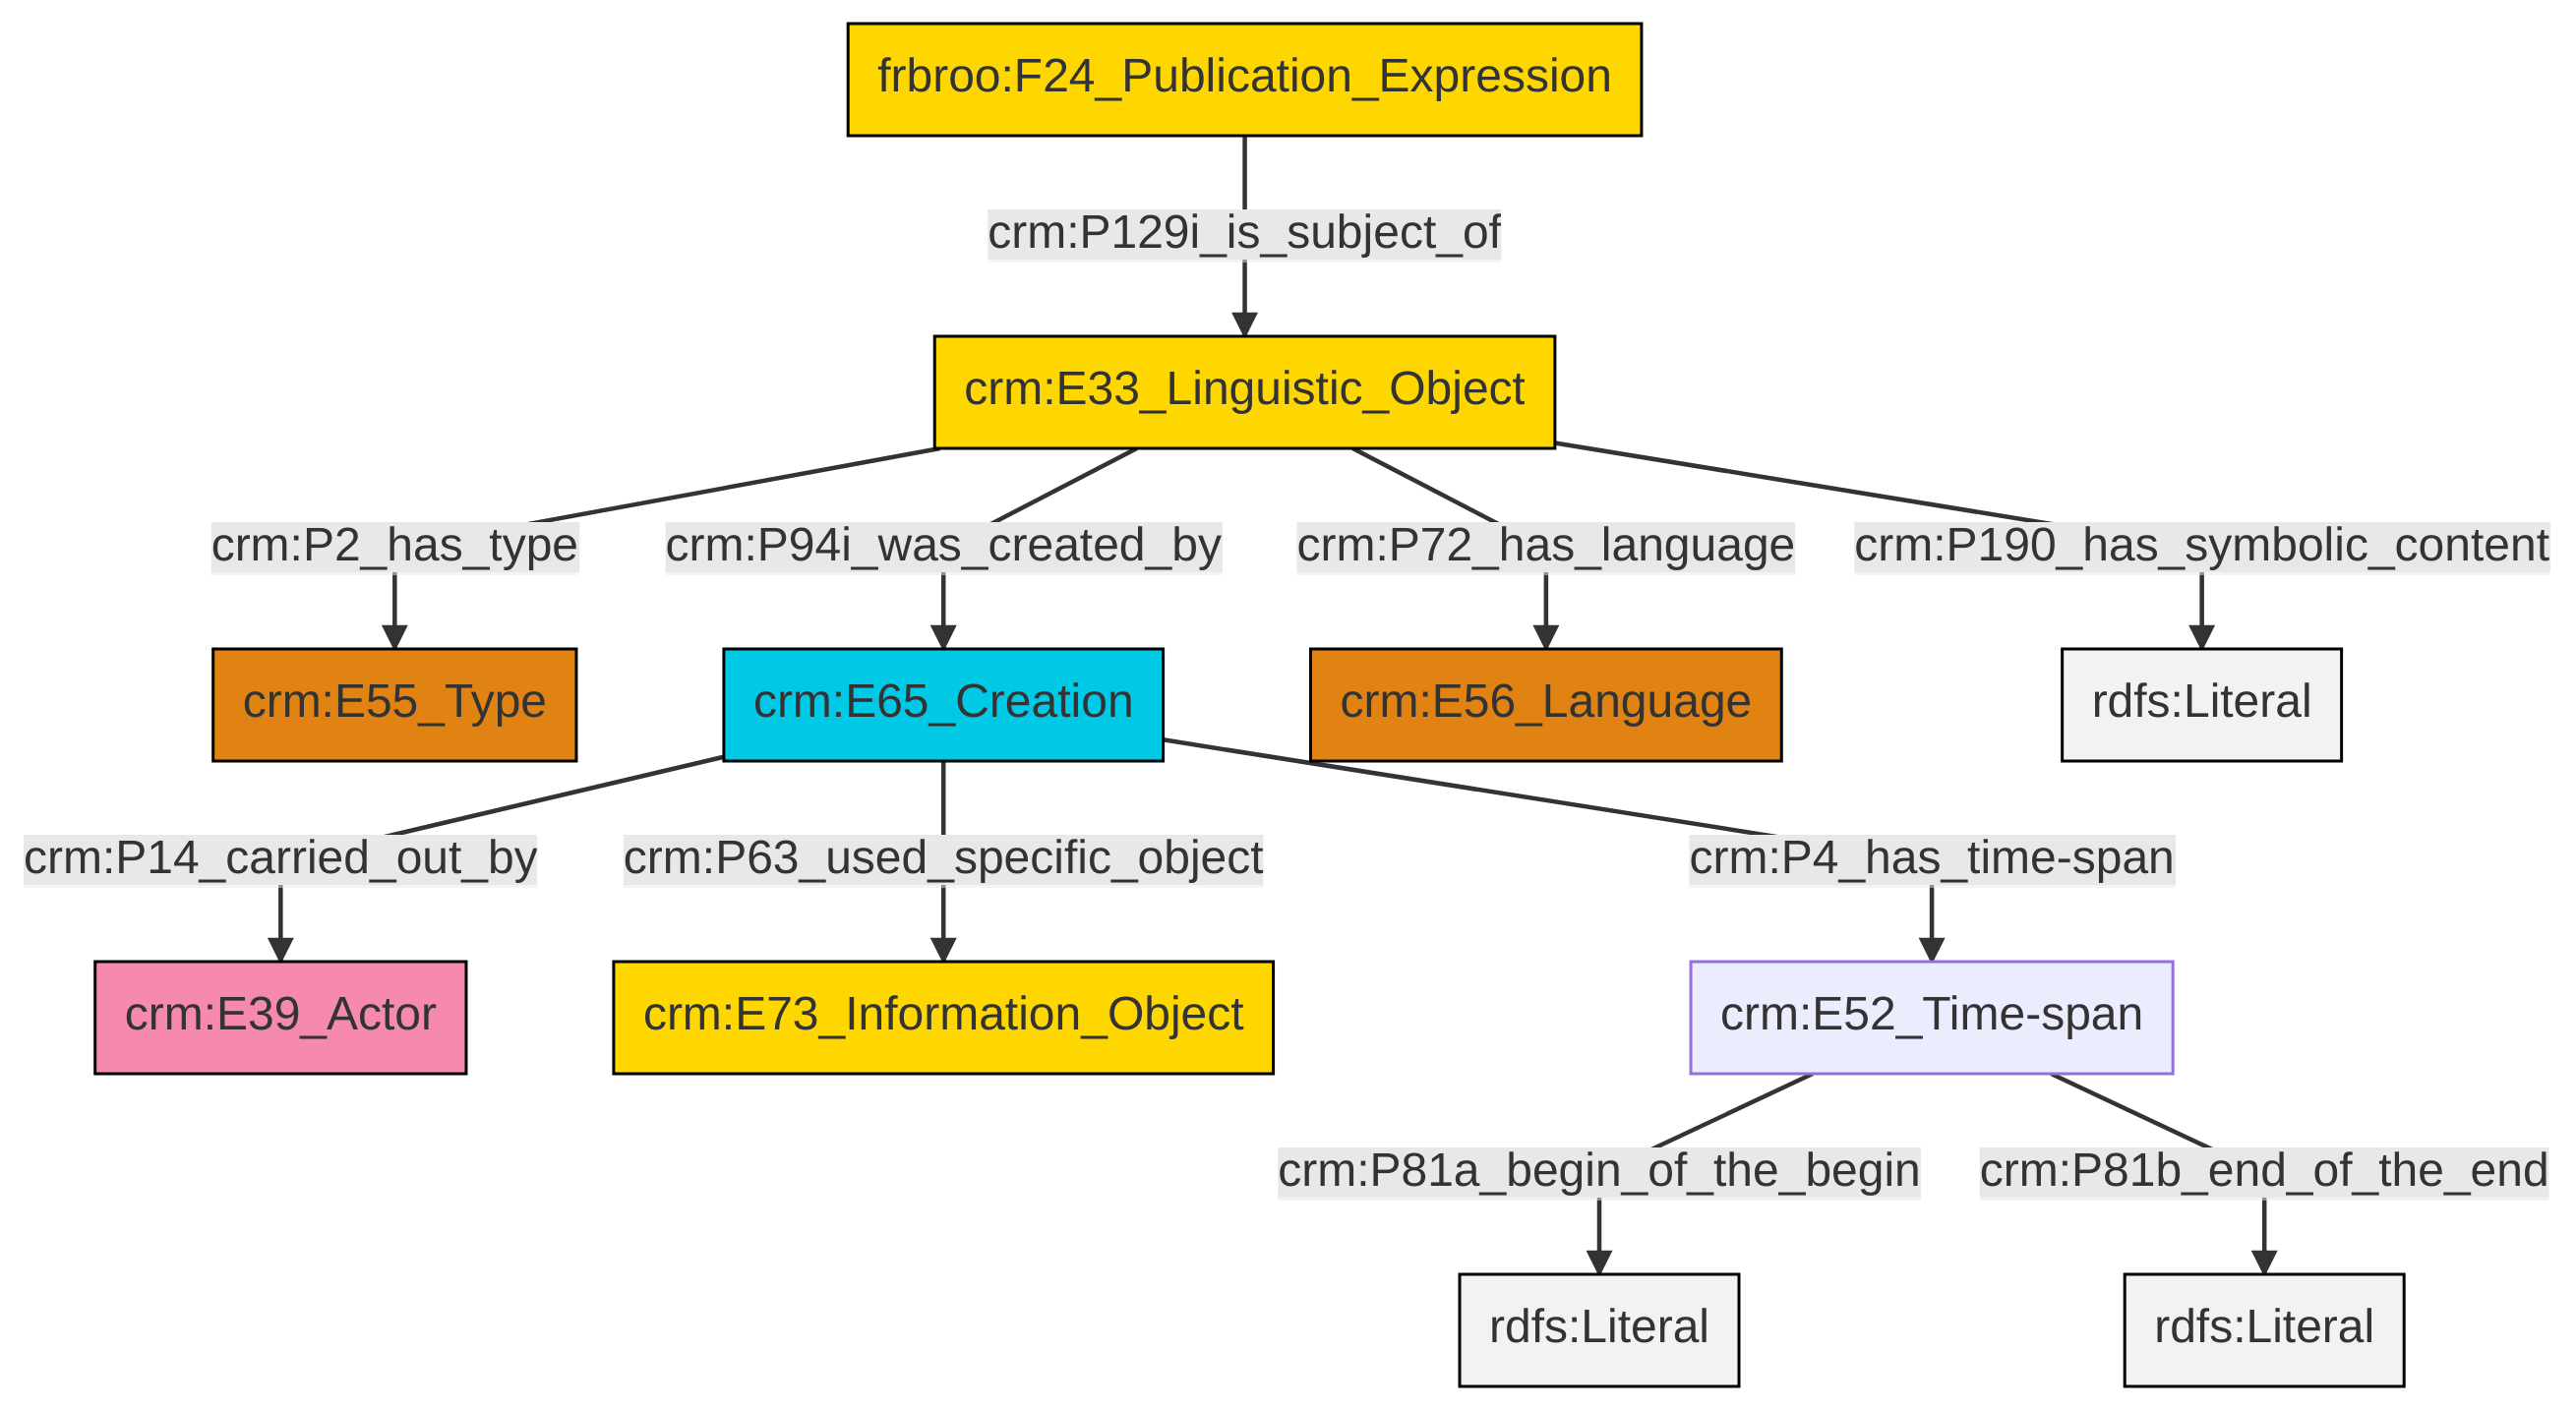 frbroo:F24_Publication_Expression
crm:P129i_is_subject_of
crm:E33_Linguistic_Object
crm:P2_has_type
crm:P94i_was_created_by
crm:P72_has_language
crm:P190_has_symbolic_content
crm:E55_Type
crm:E65_Creation
crm:E56_Language
rdfs:Literal
crm:P14_carried_out_by
crm:P63_used_specific_object
crm:P4_has_time-span
crm:E39_Actor
crm:E73_Information_Object
crm:E52_Time-span
crm:P81a_begin_of_the_begin
crm:P81b_end_of_the_end
rdfs:Literal
rdfs:Literal